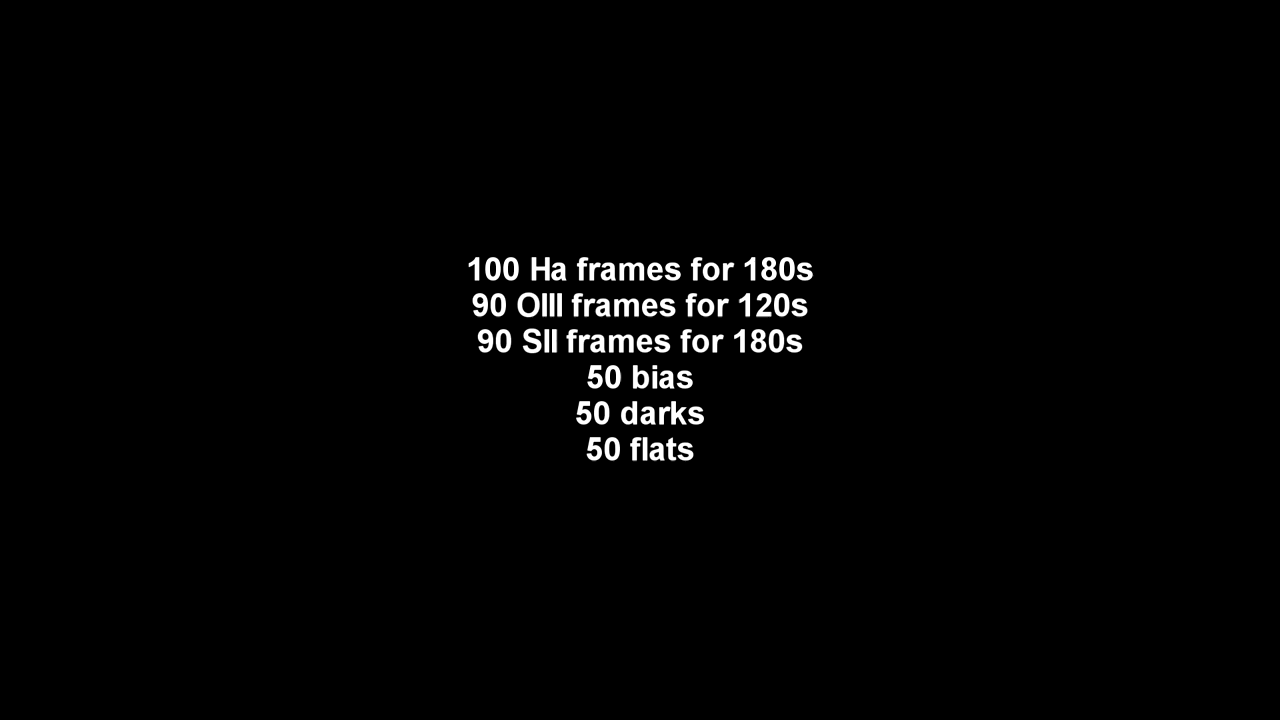 100 Ha frames for 180s
90 OIII frames for 120s
90 SII frames for 180s
50 bias
50 darks
50 flats